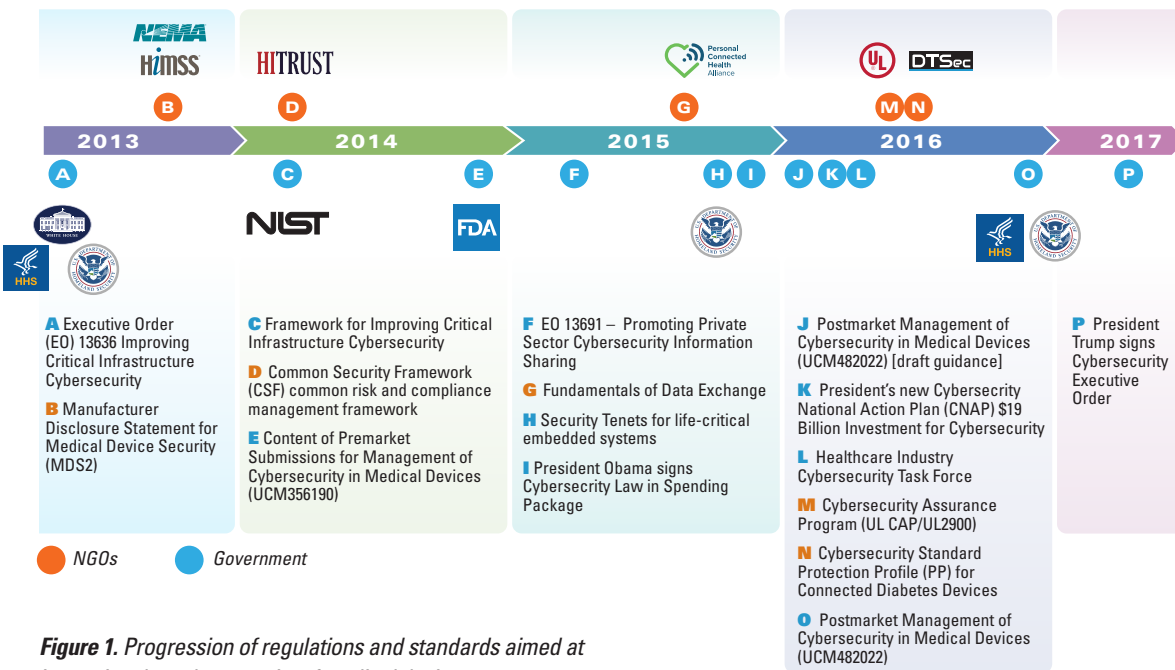 NEMA
HiMSS
HITRUST
Personal
Connected
Health
Alliance
UL
DTSec
B
D
G
M N
2013
2014
2015
2016
2017
A
C
E
F
H
I
J
K
L
O
P
WHITE HOUSE
HHS
NIST
FDA
U.S. DEPARTMENT OF
HOMELAND SECURITY
HHS
A Executive Order
(EO) 13636 Improving
Critical Infrastructure
Cybersecurity
B Manufacturer
Disclosure Statement for
Medical Device Security
(MDS2)
C Framework for Improving Critical
Infrastructure Cybersecurity
D Common Security Framework
(CSF) common risk and compliance
management framework
E Content of Premarket
Submissions for Management of
Cybersecurity in Medical Devices
(UCM356190)
F EO 13691 – Promoting Private
Sector Cybersecurity Information
Sharing
G Fundamentals of Data Exchange
H Security Tenets for life-critical
embedded systems
I President Obama signs
Cybersecrity Law in Spending
Package
J Postmarket Management of
Cybersecurity in Medical Devices
(UCM482022) [draft guidance]
K President's new Cybersecrity
National Action Plan (CNAP) $19
Billion Investment for Cybersecurity
L Healthcare Industry
Cybersecurity Task Force
M Cybersecurity Assurance
Program (UL CAP/UL2900)
N Cybersecurity Standard
Protection Profile (PP) for
Connected Diabetes Devices
O Postmarket Management of
Cybersecurity in Medical Devices
(UCM482022)
P President
Trump signs
Cybersecurity
Executive
Order
NGOs
Government
Figure 1. Progression of regulations and standards aimed at